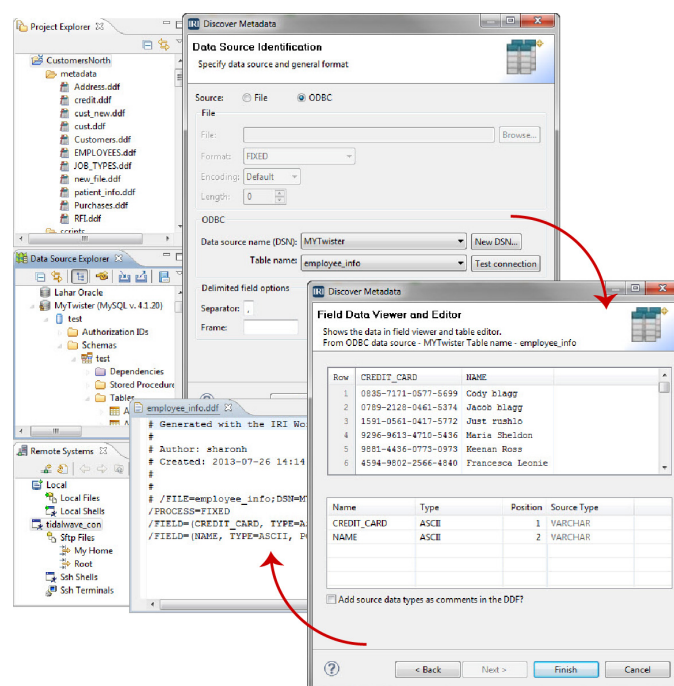 Project Explorer
CustomersNorth
metadata
Address.ddf
credit.ddf
cust_new.ddf
cust.ddf
Customers.ddf
EMPLOYEES.ddf
JOB_TYPES.ddf
new_file.ddf
patient_info.ddf
Purchases.ddf
RFI.ddf
scripts
Data Source Explorer
Lahar Oracle
MyTwister (MySQL v. 4.1.20)
test
Authorization IDs
Schemas
test
Dependencies
Stored Procedure
Tables
Remote Systems
Local
Local Files
Local Shells
tidalwave_con
Sftp Files
My Home
Root
Ssh Shells
Ssh Terminals
IRI Discover Metadata
Data Source Identification
Specify data source and general format
Source: File ODBC
File
File: Browse...
Format: FIXED
Encoding: Default
Length: 0
ODBC
Data source name (DSN): MYTwister New DSN...
Table name: employee_info Test connection
Delimited field options
Separator: ,
Frame:
employee_info.ddf
# Generated with the IRI Wo
#
# Author: sharonh
# Created: 2013-07-26 14:14
#
#
# /FILE=employee_info;DSN=M
/PROCESS=FIXED
/FIELD=(CREDIT_CARD, TYPE=A
/FIELD=(NAME, TYPE=ASCII, P
IRI Discover Metadata
Field Data Viewer and Editor
Shows the data in field viewer and table editor.
From ODBC data source - MYTwister Table name - employee_info
Row CREDIT_CARD NAME
1 0835-7171-0577-5699 Cody blagg
2 0789-2128-0461-5374 Jacob blagg
3 1591-0561-0417-5772 Just rushlo
4 9296-9613-4710-5436 Maria Sheldon
5 9881-4436-0773-0973 Keenan Ross
6 4594-9802-2566-4840 Francesca Leonie
Name Type Position Source Type
CREDIT_CARD ASCII 1 VARCHAR
NAME ASCII 2 VARCHAR
Add source data types as comments in the DDF?
? < Back Next > Finish Cancel